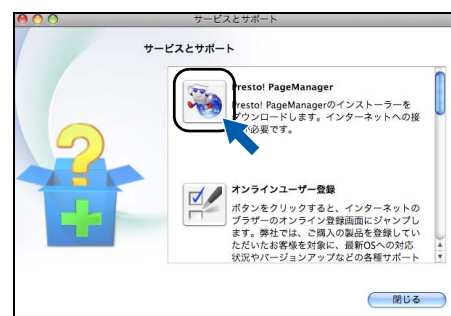 サービスとサポート
サービスとサポート
Presto! PageManager
Presto! PageManagerのインストーラーを
ダウンロードします。インターネットへの接
が必要です。
オンラインユーザー登録
ボタンをクリックすると、インターネットの
ブラザーのオンライン登録画面にジャンプし
ます。弊社では、ご購入の製品を登録してい
ただいたお客様を対象に、最新OSへの対応
状況やバージョンアップなどの各種サポート
閉じる